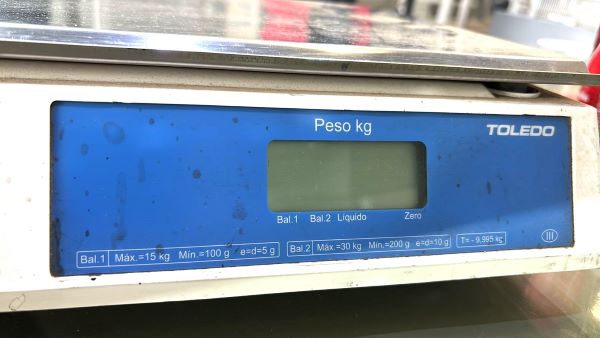 Peso kg
TOLEDO
Bal.1 Bal.2 Líquido Zero
Bal.1 Máx.=15 kg Mín.=100 g e=d=5 g Bal.2 Máx.=30 kg Mín.=200 g e=d=10 g T= - 9,995 kg III